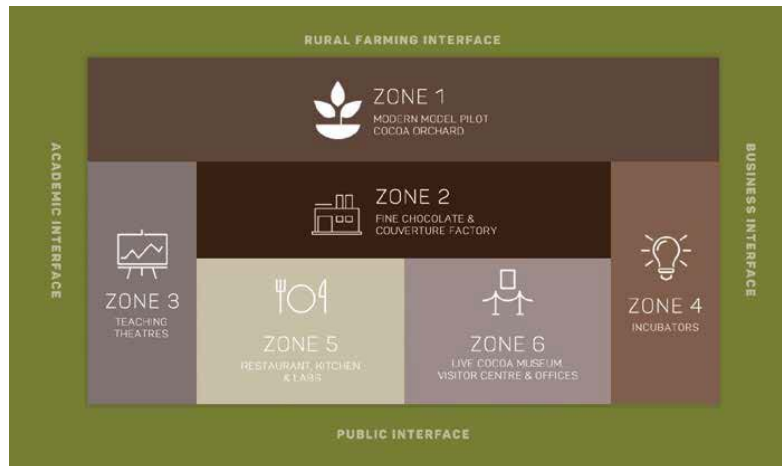 RURAL FARMING INTERFACE
ZONE 1
MODERN MODEL PILOT
COCOA ORCHARD
ACADEMIC INTERFACE
BUSINESS INTERFACE
ZONE 2
FINE CHOCOLATE &
COUVERTURE FACTORY
ZONE 3
TEACHING
THEATRES
ZONE 4
INCUBATORS
ZONE 5
RESTAURANT, KITCHEN
& LABS
ZONE 6
LIVE COCOA MUSEUM
VISITOR CENTRE & OFFICES
PUBLIC INTERFACE